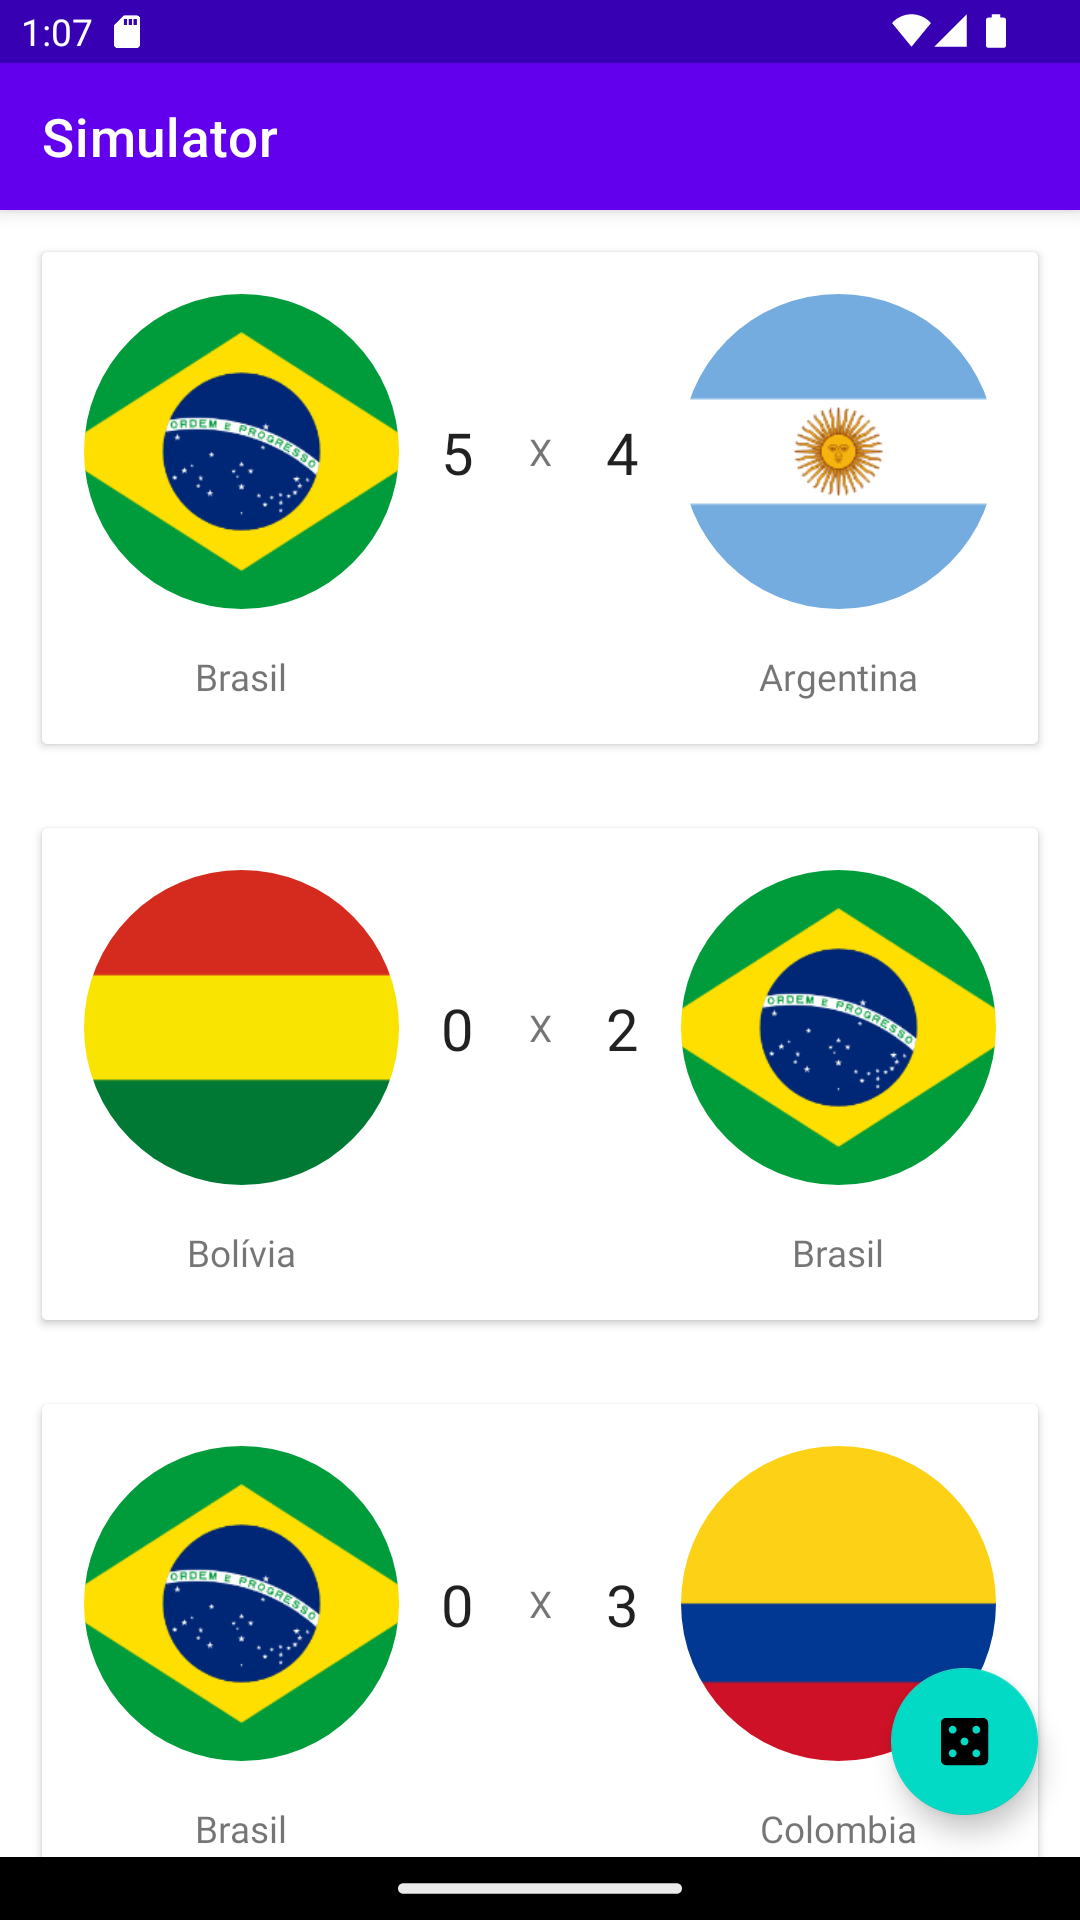 1:07
Simulator
ORDEM E PROGRESSO
5 X 4
Brasil Argentina
ORDEM E PROGRESSO
0 X 2
Bolívia Brasil
ORDEM E PROGRESSO
0 X 3
Brasil Colombia